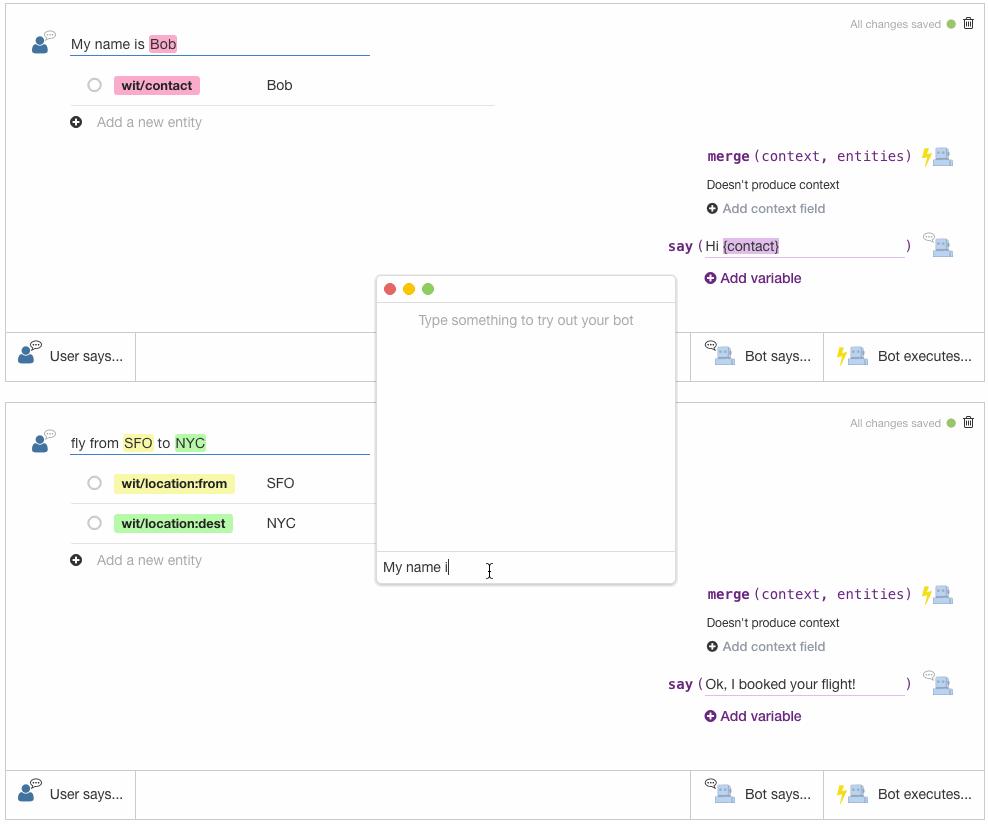 All changes saved
My name is Bob
wit/contact Bob
Add a new entity
merge(context, entities)
Doesn't produce context
Add context field
say (Hi {contact} )
Add variable
Type something to try out your bot
My name i
User says...
Bot says...
Bot executes...
All changes saved
fly from SFO to NYC
wit/location:from SFO
wit/location:dest NYC
Add a new entity
merge(context, entities)
Doesn't produce context
Add context field
say (Ok, I booked your flight! )
Add variable
User says...
Bot says...
Bot executes...